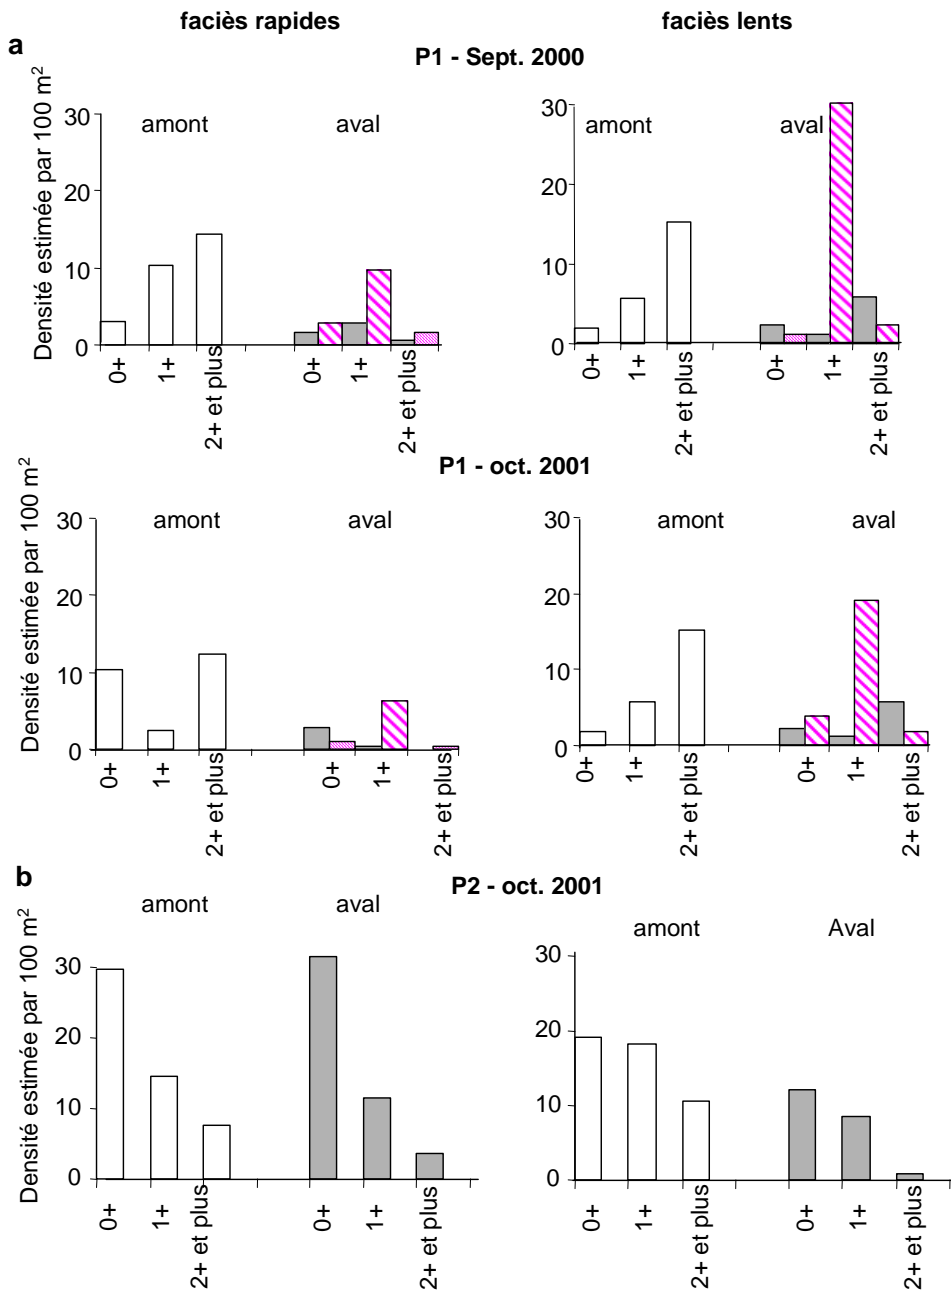 faciès rapides
faciès lents
a
P1 - Sept. 2000
Densité estimée par 100 m²
30
20
10
0
amont
aval
0+
1+
2+ et plus
0+
1+
2+ et plus
30
20
10
0
amont
aval
0+
1+
2+ et plus
0+
1+
2+ et plus
P1 - oct. 2001
Densité estimée par 100 m²
30
20
10
0
amont
aval
0+
1+
2+ et plus
0+
1+
2+ et plus
30
20
10
0
amont
aval
0+
1+
2+ et plus
0+
1+
2+ et plus
b
P2 - oct. 2001
Densité estimée par 100 m²
amont
aval
30
20
10
0
0+
1+
2+ et plus
0+
1+
2+ et plus
amont
Aval
30
20
10
0
0+
1+
2+ et plus
0+
1+
2+ et plus